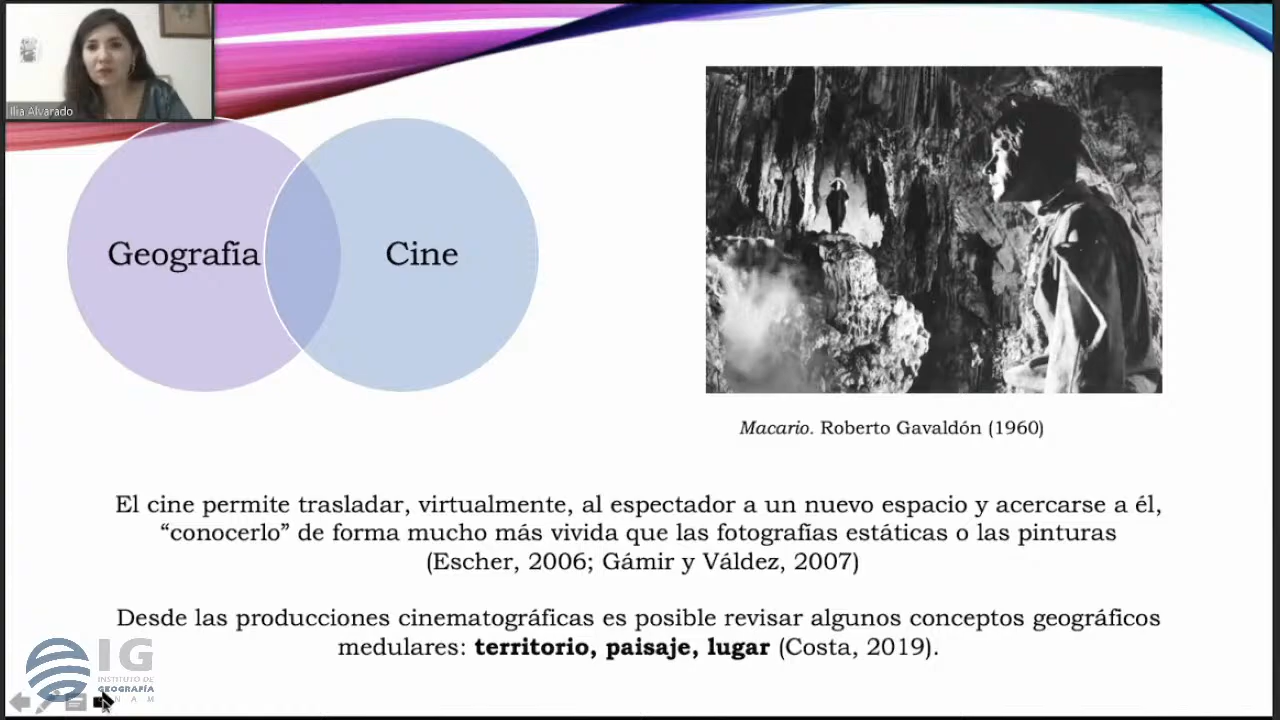 Ilia Alvarado
Geografía
Cine
Macario. Roberto Gavaldón (1960)
El cine permite trasladar, virtualmente, al espectador a un nuevo espacio y acercarse a él,
“conocerlo” de forma mucho más vivida que las fotografías estáticas o las pinturas
(Escher, 2006; Gámir y Váldez, 2007)
Desde las producciones cinematográficas es posible revisar algunos conceptos geográficos
medulares: territorio, paisaje, lugar (Costa, 2019).
IG
INSTITUTO DE
GEOGRAFÍA